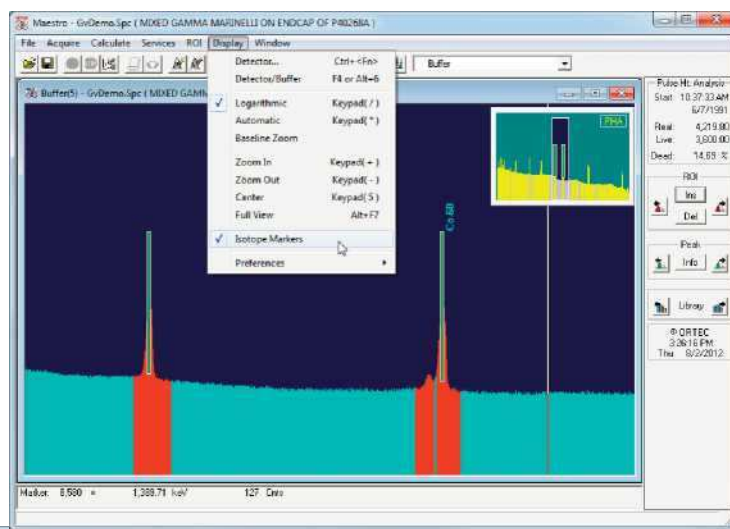 Maestro - GvDemo.Spc ( MIXED GAMMA MARINELLI ON ENDCAP OF P40268A )
File Acquire Calculate Services ROI Display Window
Buffer
Detector... Ctrl+<Fn>
Detector/Buffer F4 or Alt+6
Logarithmic Keypad( / )
Automatic Keypad( * )
Baseline Zoom
Zoom In Keypad( + )
Zoom Out Keypad( - )
Center Keypad( 5 )
Full View Alt+F7
Isotope Markers
Preferences
Buffer(5) - GvDemo.Spc ( MIXED GAMM
PHA
Co 60
Pulse Ht. Analysis
Start: 10:37:33 AM
6/7/1991
Real: 4,219.80
Live: 3,600.00
Dead: 14.69 %
ROI
Ins
Del
Peak
Info
Library
© ORTEC
3:26:16 PM
Thu 8/2/2012
Marker: 8,580 = 1,388.71 keV 127 Cnts